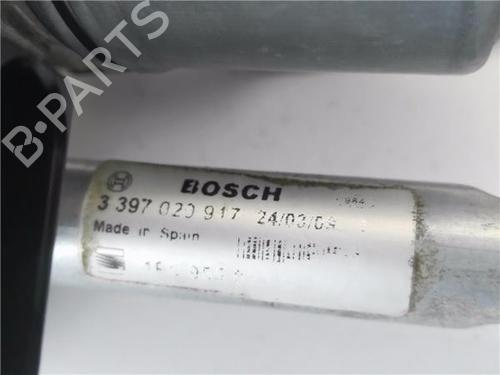 B-PARTS
BOSCH
3 397 020 917 24/03/09
Made in Spain